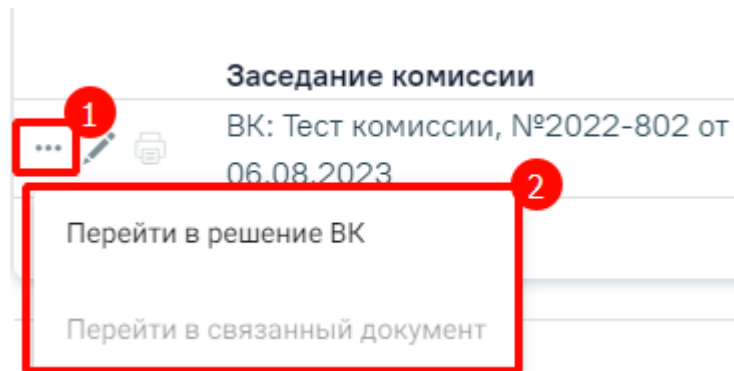 Заседание комиссии
1
ВК: Тест комиссии, №2022-802 от
06.08.2023
2
Перейти в решение ВК
Перейти в связанный документ